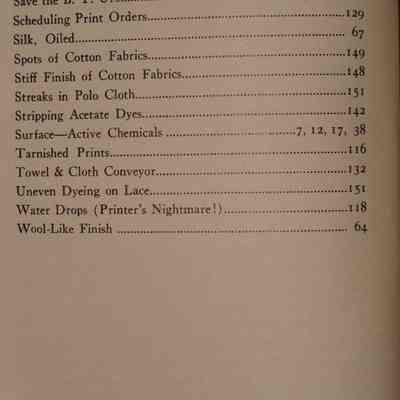 Save the B. T. U.
Scheduling Print Orders........................................129
Silk, Oiled........................................ 67
Spots of Cotton Fabrics........................................149
Stiff Finish of Cotton Fabrics........................................148
Streaks in Polo Cloth........................................151
Stripping Acetate Dyes........................................142
Surface—Active Chemicals ........................................7, 12, 17, 38
Tarnished Prints........................................116
Towel & Cloth Conveyor........................................132
Uneven Dyeing on Lace........................................151
Water Drops (Printer's Nightmare!)........................................118
Wool-Like Finish ........................................ 64